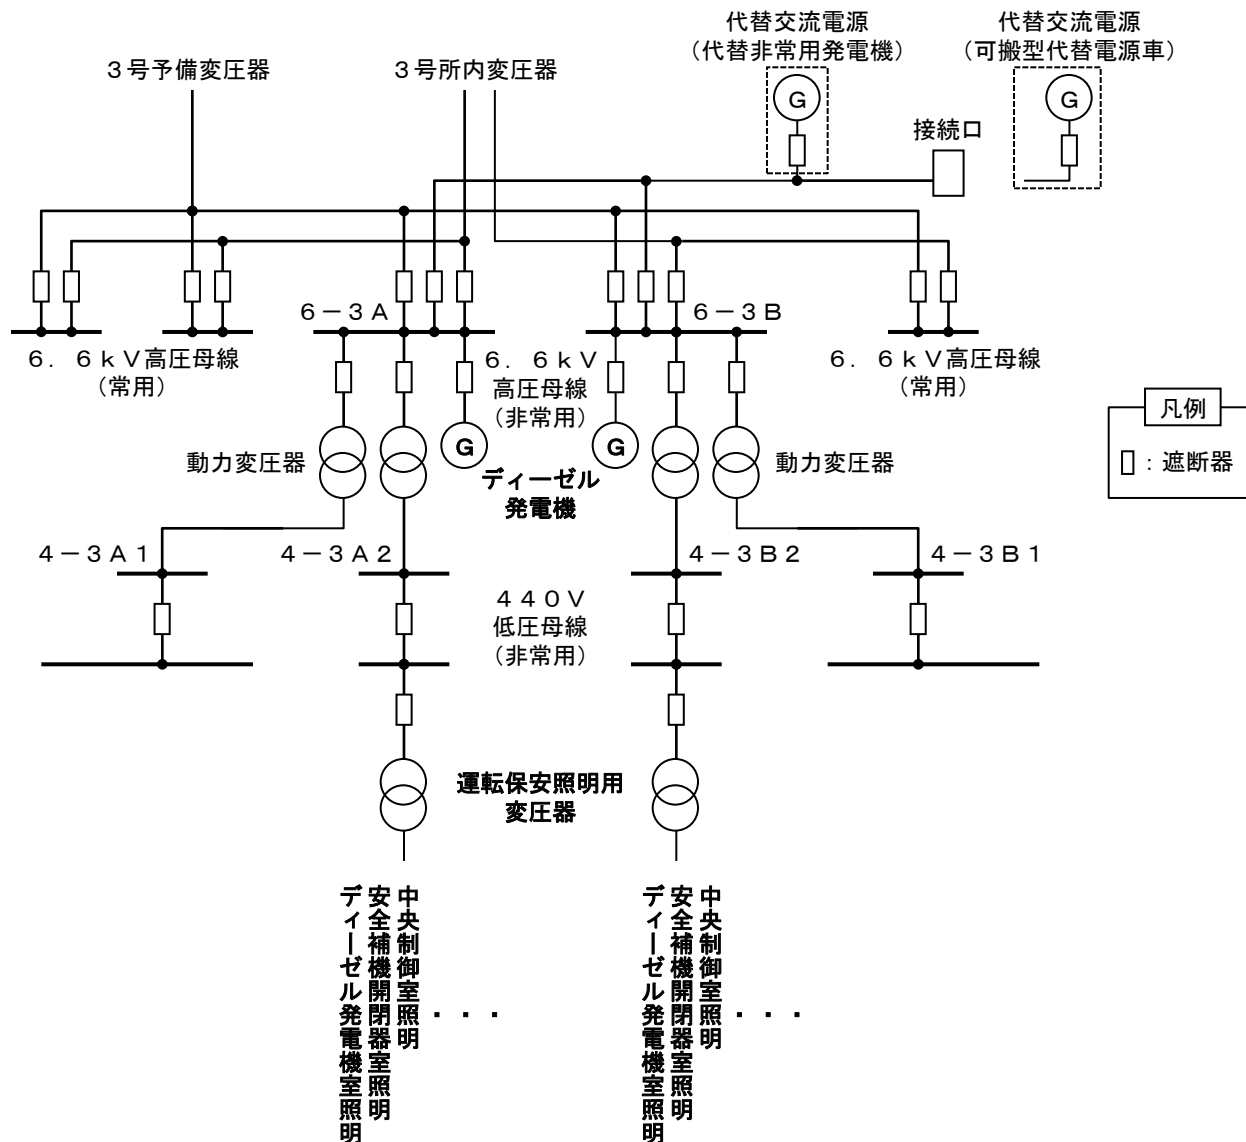 代替交流電源
(代替非常用発電機)
代替交流電源
(可搬型代替電源車)
3号予備変圧器
3号所内変圧器
G
G
接続口
6-3A
6-3B
6.6kV高圧母線
(常用)
6.6kV
高圧母線
(非常用)
6.6kV高圧母線
(常用)
凡例
:遮断器
動力変圧器
G
G
動力変圧器
ディーゼル
発電機
4-3A1
4-3A2
4-3B2
4-3B1
440V
低圧母線
(非常用)
運転保安照明用
変圧器
中央制御室照明
安全補機開閉器室照明
ディーゼル発電機室照明
・・・
中央制御室照明
安全補機開閉器室照明
ディーゼル発電機室照明
・・・